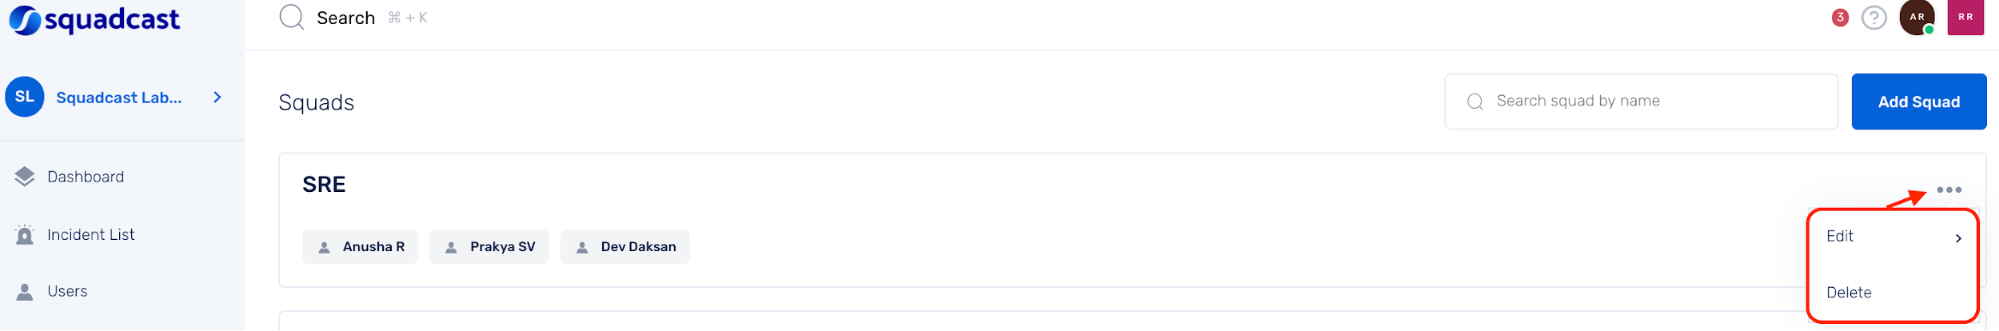 squadcast
Search ⌘ + K
3 ? AR RR
SL Squadcast Lab...
Squads
Search squad by name
Add Squad
Dashboard
Incident List
Users
SRE
Anusha R Prakya SV Dev Daksan
Edit
Delete